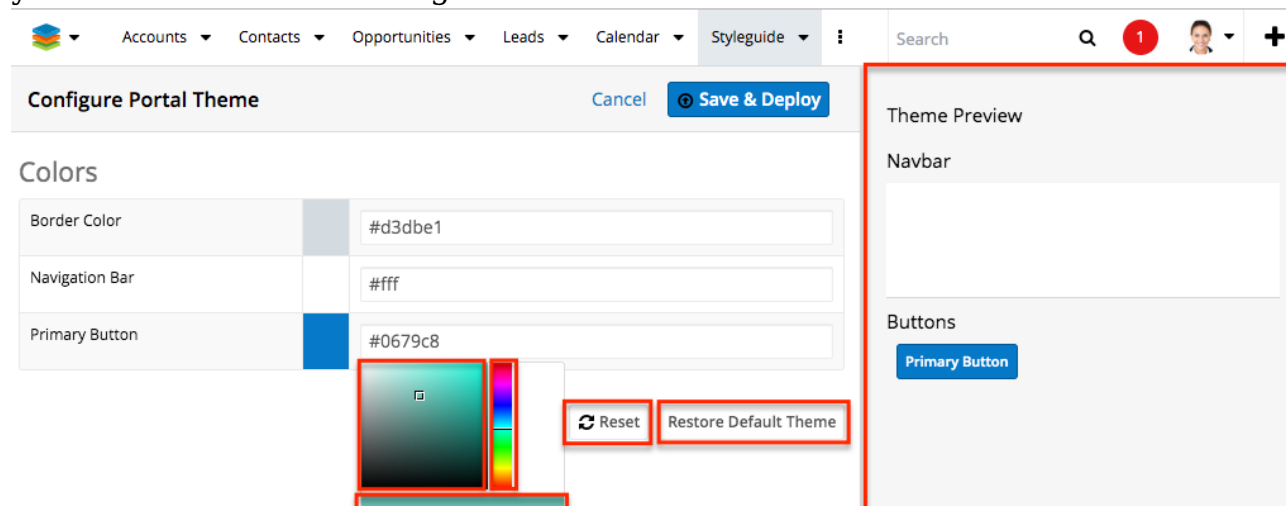 Accounts Contacts Opportunities Leads Calendar Styleguide Search 1
Configure Portal Theme Cancel Save & Deploy
Theme Preview
Navbar
Colors
Border Color #d3dbe1
Navigation Bar #fff
Primary Button #0679c8
Buttons
Primary Button
Reset Restore Default Theme